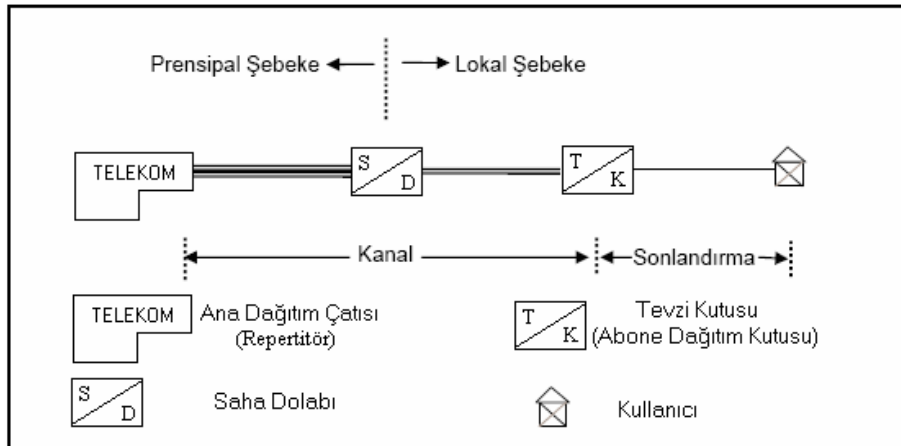 Prensipal Şebeke
Lokal Şebeke
TELEKOM
S
D
T
K
Kanal
Sonlandırma
TELEKOM
Ana Dağıtım Çatısı
(Repertitör)
T
K
Tevzi Kutusu
(Abone Dağıtım Kutusu)
S
D
Saha Dolabı
Kullanıcı